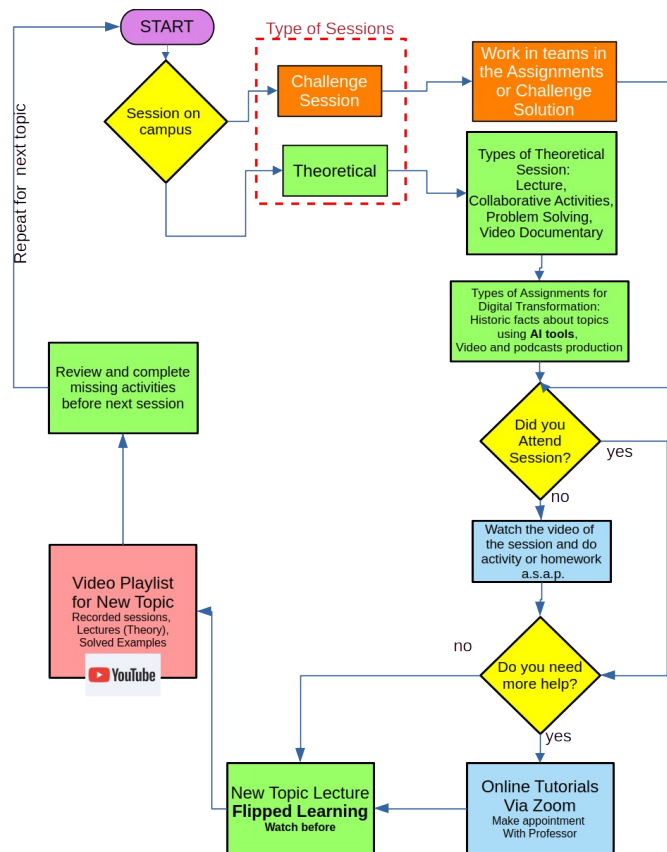 START
Type of Sessions
Session on
campus
Challenge
Session
Work in teams in
the Assignments
or Challenge
Solution
Theoretical
Types of Theoretical
Session:
Lecture,
Collaborative Activities,
Problem Solving,
Video Documentary
Types of Assignments for
Digital Transformation:
Historic facts about topics
using AI tools,
Video and podcasts production
Did you
Attend
Session?
yes
no
Watch the video of
the session and do
activity or homework
a.s.a.p.
Do you need
more help?
no
yes
Online Tutorials
Via Zoom
Make appointment
With Professor
New Topic Lecture
Flipped Learning
Watch before
Video Playlist
for New Topic
Recorded sessions,
Lectures (Theory),
Solved Examples
YouTube
Review and complete
missing activities
before next session
Repeat for next topic